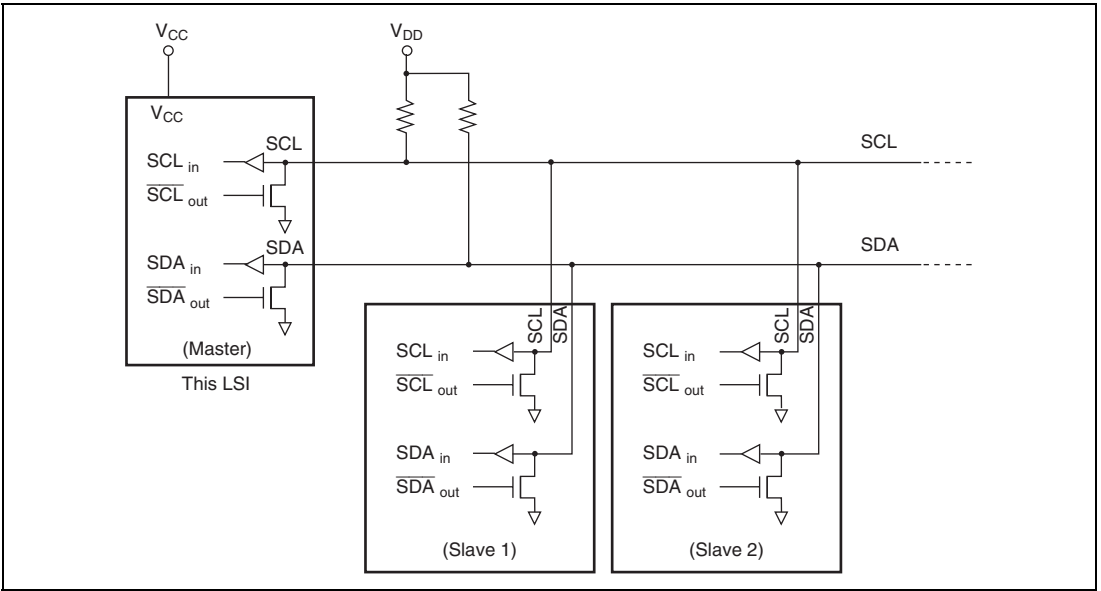 VCC
VDD
VCC
SCL
SCL in
SCL out
SDA
SDA in
SDA out
(Master)
This LSI
SCL
SDA
SCL
SDA
SCL in
SCL out
SDA in
SDA out
(Slave 1)
SCL
SDA
SCL in
SCL out
SDA in
SDA out
(Slave 2)